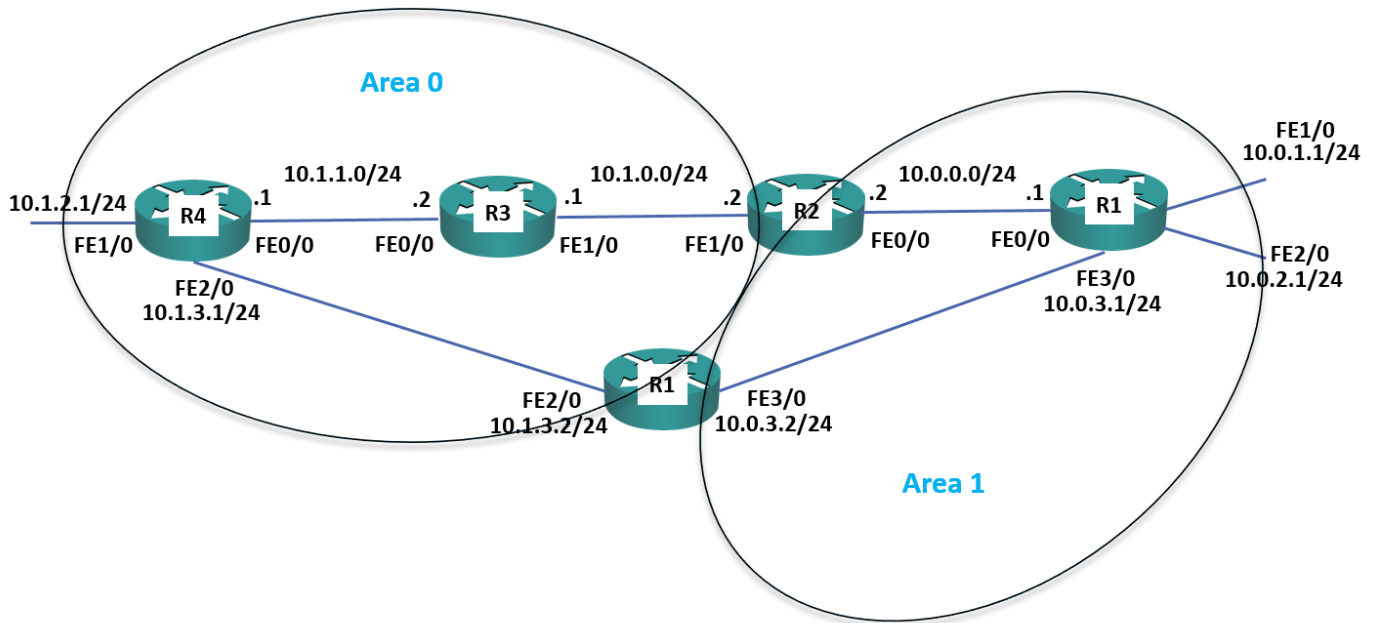 Area 0
FE1/0
10.0.1.1/24
10.1.1.0/24
10.1.0.0/24
10.0.0.0/24
10.1.2.1/24
R4
.1
.2
R3
.1
.2
R2
.2
.1
R1
FE1/0
FE0/0
FE0/0
FE1/0
FE1/0
FE0/0
FE0/0
FE2/0
10.0.2.1/24
FE2/0
10.1.3.1/24
FE3/0
10.0.3.1/24
R1
FE2/0
10.1.3.2/24
FE3/0
10.0.3.2/24
Area 1